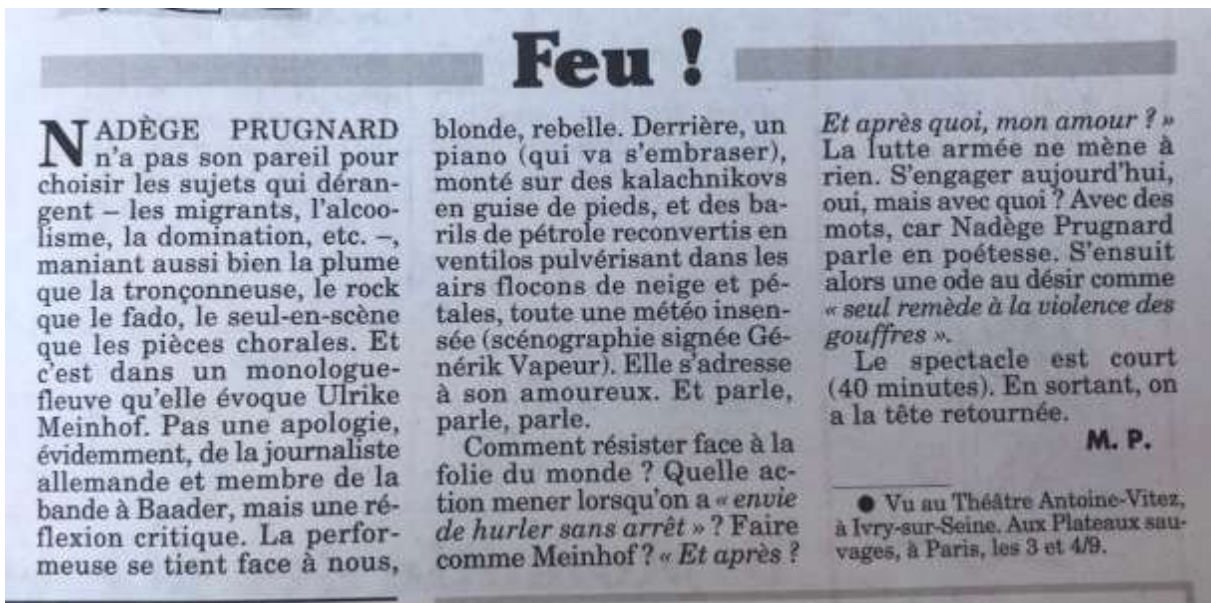 Feu !
NADÈGE PRUGNARD
n'a pas son pareil pour
choisir les sujets qui déran-
gent – les migrants, l'alcoo-
lisme, la domination, etc. –,
maniant aussi bien la plume
que la tronçonneuse, le rock
que le fado, le seul-en-scène
que les pièces chorales. Et
c'est dans un monologue-
fleuve qu'elle évoque Ulrike
Meinhof. Pas une apologie,
évidemment, de la journaliste
allemande et membre de la
bande à Baader, mais une ré-
flexion critique. La perfor-
meuse se tient face à nous,
blonde, rebelle. Derrière, un
piano (qui va s'embraser),
monté sur des kalachnikovs
en guise de pieds, et des ba-
rils de pétrole reconvertis en
ventilos pulvérisant dans les
airs flocons de neige et pé-
tales, toute une météo insen-
sée (scénographie signée Gé-
nérik Vapeur). Elle s'adresse
à son amoureux. Et parle,
parle, parle.
Comment résister face à la
folie du monde ? Quelle ac-
tion mener lorsqu'on a « envie
de hurler sans arrêt » ? Faire
comme Meinhof ? « Et après ?
Et après quoi, mon amour ? »
La lutte armée ne mène à
rien. S'engager aujourd'hui,
oui, mais avec quoi ? Avec des
mots, car Nadège Prugnard
parle en poétesse. S'ensuit
alors une ode au désir comme
« seul remède à la violence des
gouffres ».
Le spectacle est court
(40 minutes). En sortant, on
a la tête retournée.
M. P.
● Vu au Théâtre Antoine-Vitez,
à Ivry-sur-Seine. Aux Plateaux sau-
vages, à Paris, les 3 et 4/9.